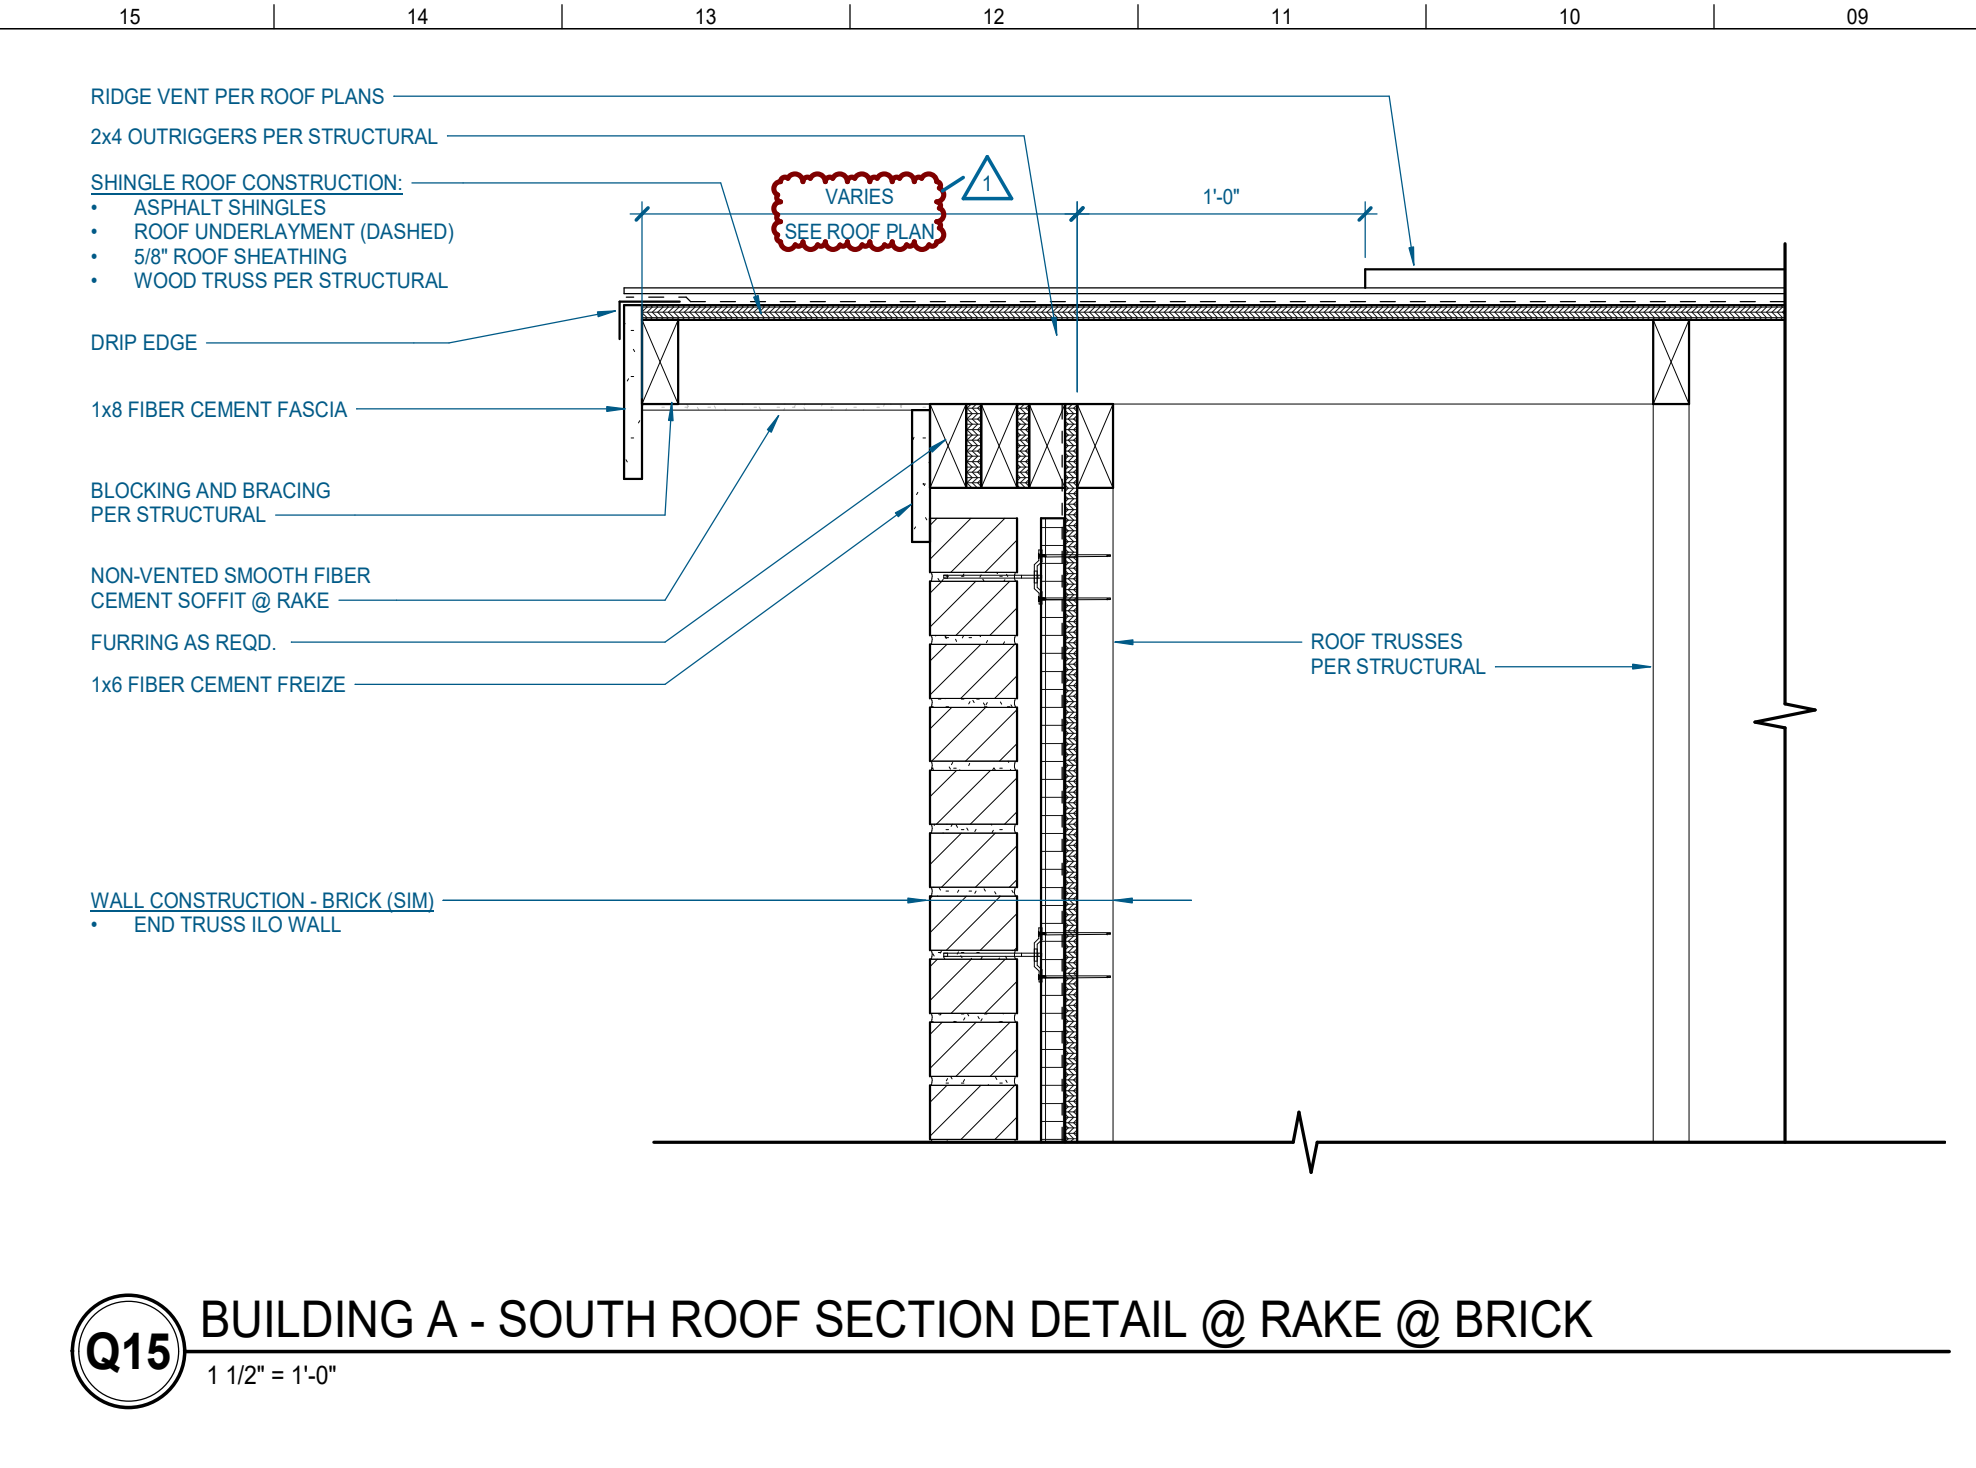 15 14 13 12 11 10 09
RIDGE VENT PER ROOF PLANS
2x4 OUTRIGGERS PER STRUCTURAL
SHINGLE ROOF CONSTRUCTION:
• ASPHALT SHINGLES
• ROOF UNDERLAYMENT (DASHED)
• 5/8" ROOF SHEATHING
• WOOD TRUSS PER STRUCTURAL
VARIES
SEE ROOF PLAN
1
1'-0"
DRIP EDGE
1x8 FIBER CEMENT FASCIA
BLOCKING AND BRACING
PER STRUCTURAL
NON-VENTED SMOOTH FIBER
CEMENT SOFFIT @ RAKE
FURRING AS REQD.
1x6 FIBER CEMENT FREIZE
ROOF TRUSSES
PER STRUCTURAL
WALL CONSTRUCTION - BRICK (SIM)
• END TRUSS ILO WALL
Q15
BUILDING A - SOUTH ROOF SECTION DETAIL @ RAKE @ BRICK
1 1/2" = 1'-0"